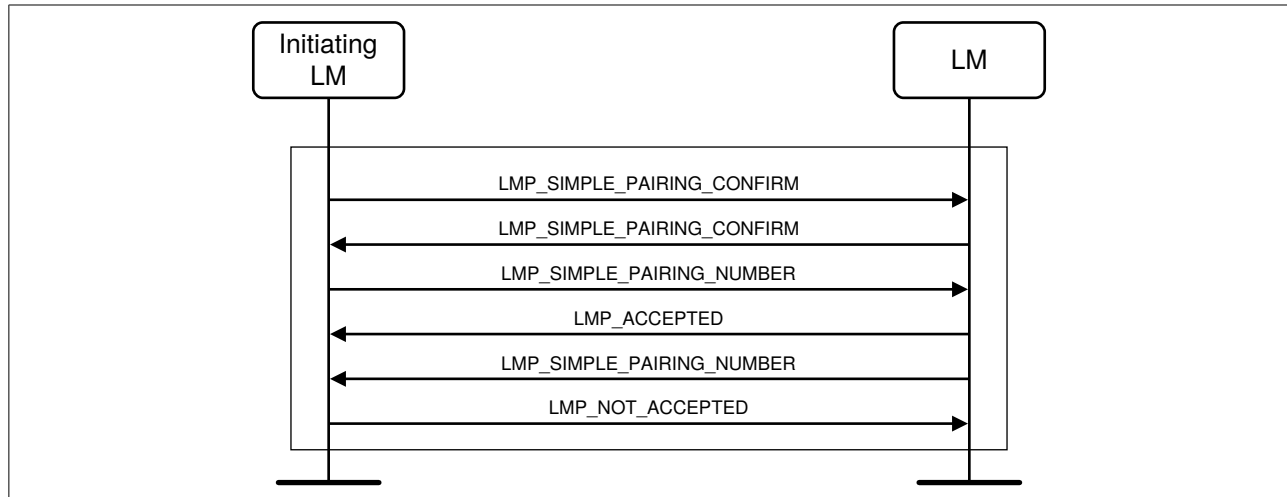 Initiating
LM
LM
LMP_SIMPLE_PAIRING_CONFIRM
LMP_SIMPLE_PAIRING_CONFIRM
LMP_SIMPLE_PAIRING_NUMBER
LMP_ACCEPTED
LMP_SIMPLE_PAIRING_NUMBER
LMP_NOT_ACCEPTED